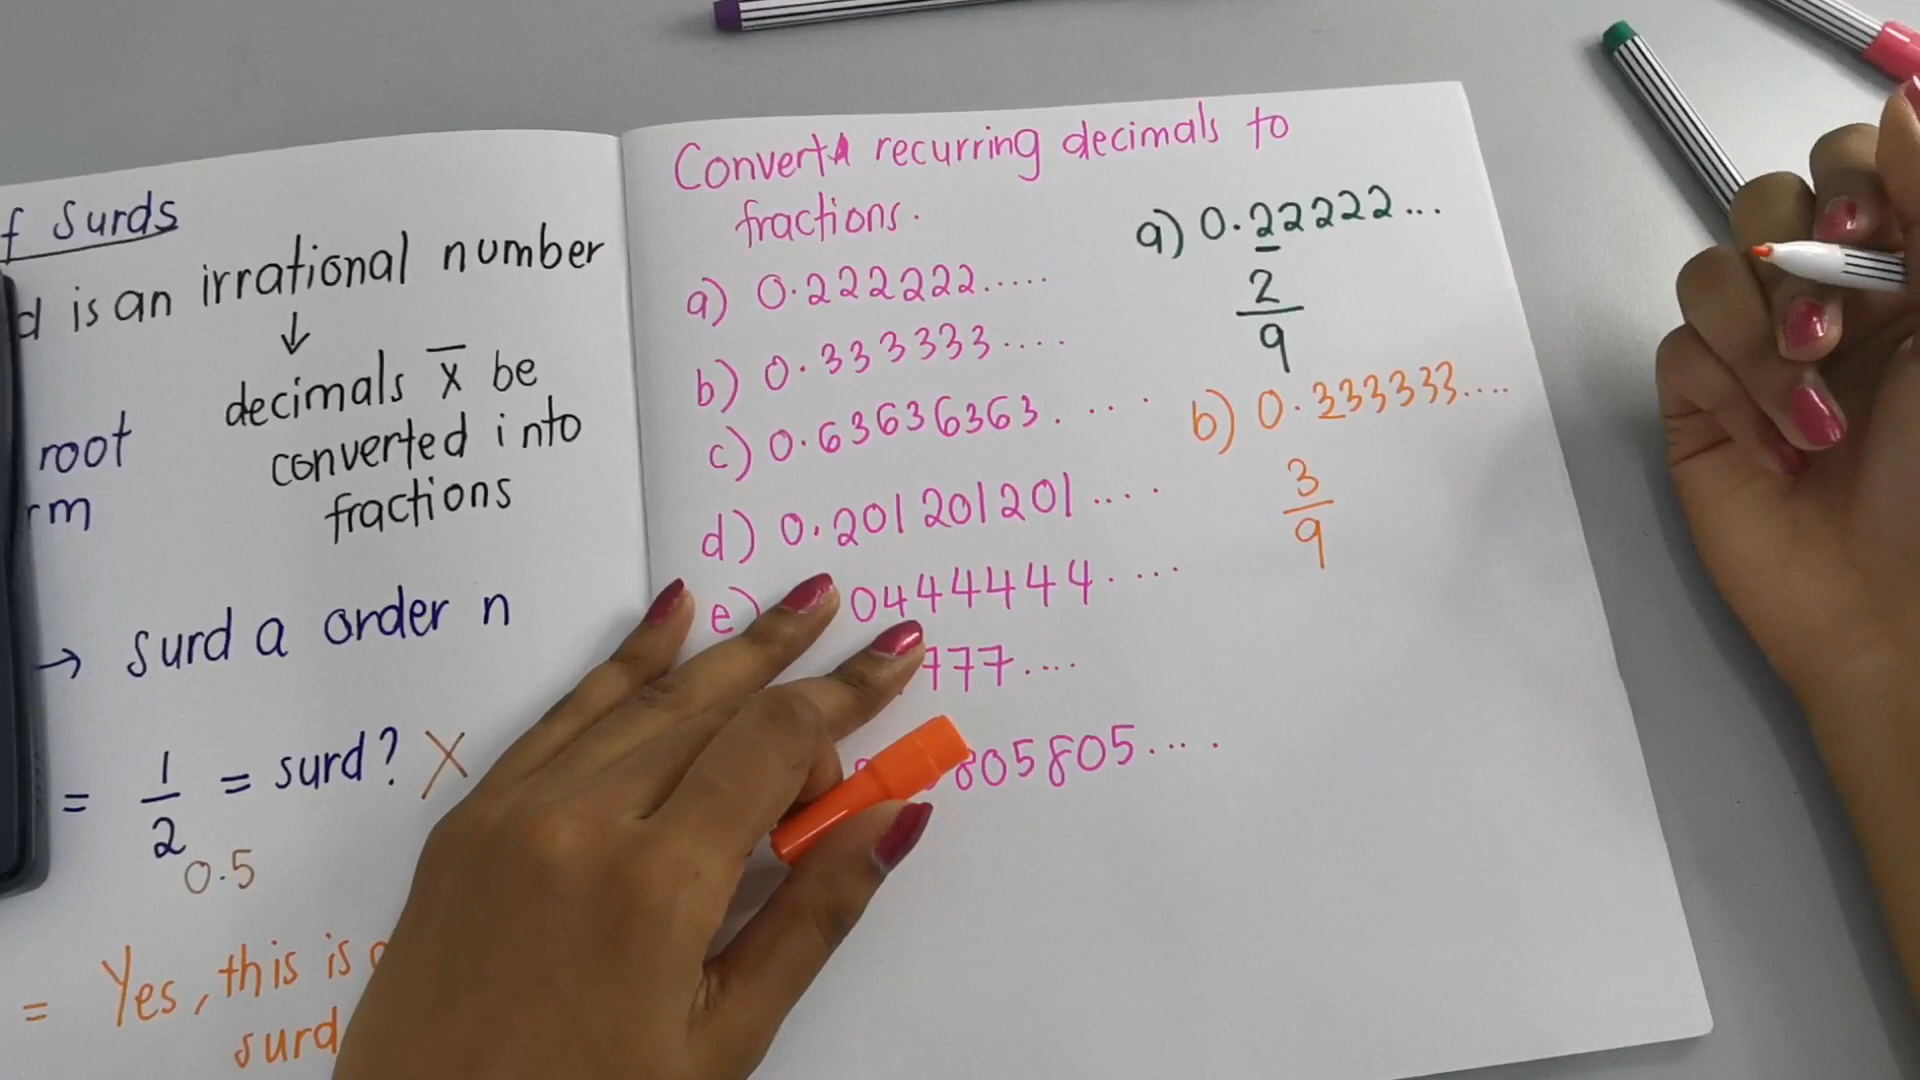 f Surds
d is an irrational number
↓
decimals x̅ be
converted into
fractions
root
rm
→ surd a order n
= 1/2 = surd? X
0.5
= Yes, this is
surd
Convert recurring decimals to
fractions.
a) 0.222222.....
b) 0.333333....
c) 0.63636363. ....
d) 0.201201201....
e) 0444444....
777....
805805....
a) 0.22222...
2
9
b) 0.333333....
3
9